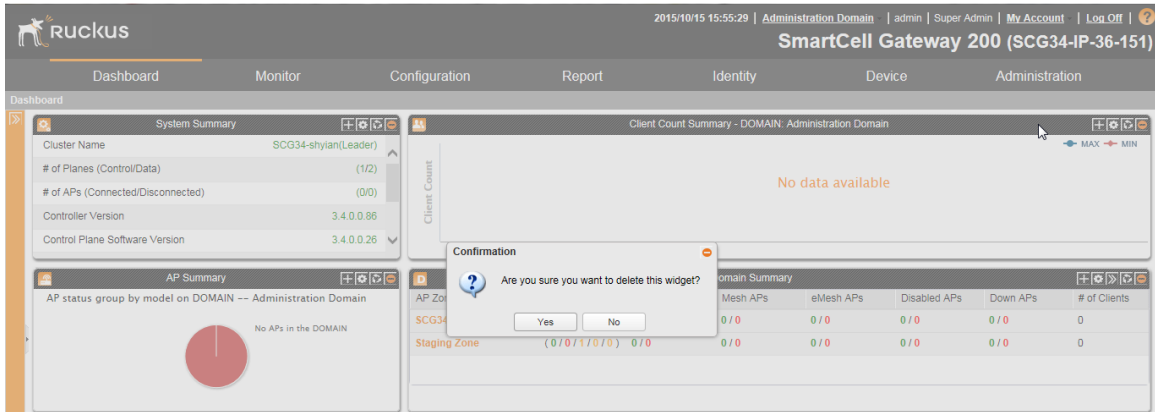 Ruckus
2015/10/15 15:55:29 | Administration Domain | admin | Super Admin | My Account | Log Off | ?
SmartCell Gateway 200 (SCG34-IP-36-151)
Dashboard Monitor Configuration Report Identity Device Administration
Dashboard
System Summary
Cluster Name SCG34-shyian(Leader)
# of Planes (Control/Data) (1/2)
# of APs (Connected/Disconnected) (0/0)
Controller Version 3.4.0.0.86
Control Plane Software Version 3.4.0.0.26
Client Count Summary - DOMAIN: Administration Domain
MAX MIN
Client Count
No data available
Confirmation
Are you sure you want to delete this widget?
Yes No
AP Summary
AP status group by model on DOMAIN -- Administration Domain
No APs in the DOMAIN
D omain Summary
AP Zo Mesh APs eMesh APs Disabled APs Down APs # of Clients
SCG34 0 / 0 0 / 0 0 / 0 0 / 0 0
Staging Zone ( 0 / 0 / 1 / 0 / 0 ) 0 / 0 0 / 0 0 / 0 0 / 0 0 / 0 0